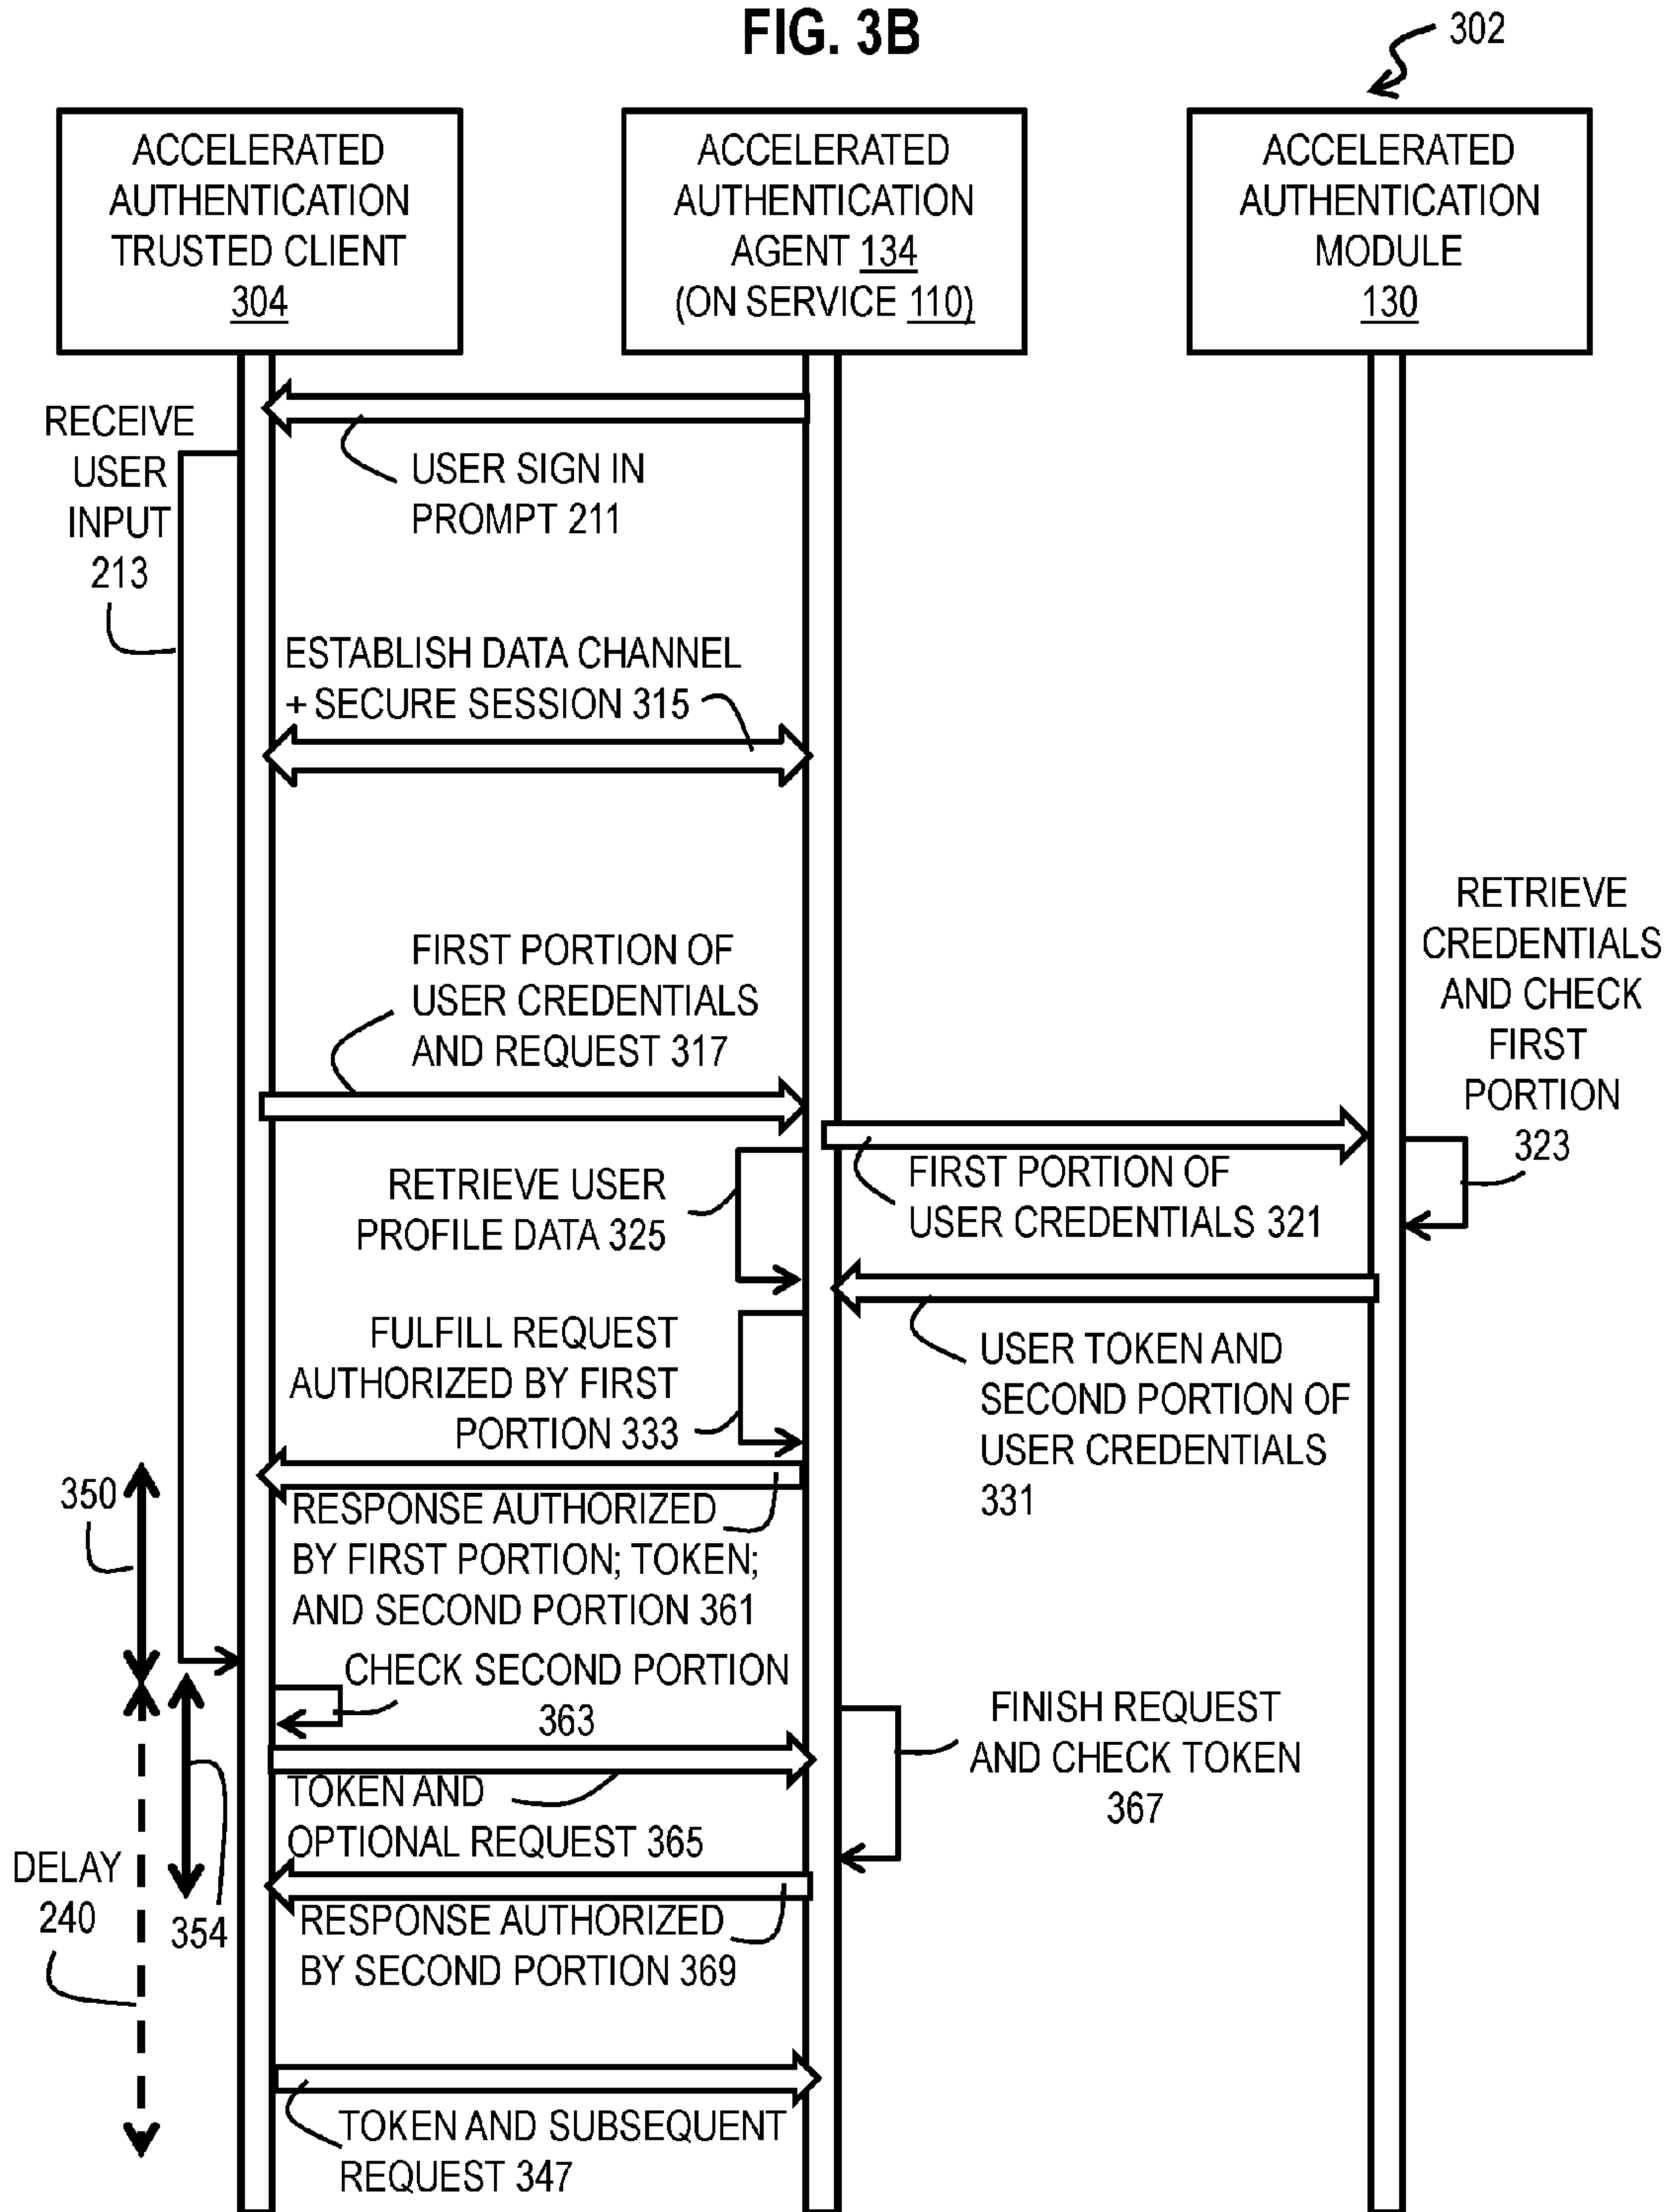 FIG. 3B
302
ACCELERATED
AUTHENTICATION
TRUSTED CLIENT
304
ACCELERATED
AUTHENTICATION
AGENT 134
(ON SERVICE 110)
ACCELERATED
AUTHENTICATION
MODULE
130
RECEIVE
USER
INPUT
213
USER SIGN IN
PROMPT 211
ESTABLISH DATA CHANNEL
+ SECURE SESSION 315
FIRST PORTION OF
USER CREDENTIALS
AND REQUEST 317
RETRIEVE
CREDENTIALS
AND CHECK
FIRST
PORTION
323
FIRST PORTION OF
USER CREDENTIALS 321
RETRIEVE USER
PROFILE DATA 325
FULFILL REQUEST
AUTHORIZED BY FIRST
PORTION 333
USER TOKEN AND
SECOND PORTION OF
USER CREDENTIALS
331
350
RESPONSE AUTHORIZED
BY FIRST PORTION; TOKEN;
AND SECOND PORTION 361
CHECK SECOND PORTION
363
FINISH REQUEST
AND CHECK TOKEN
367
TOKEN AND
OPTIONAL REQUEST 365
DELAY
240
354
RESPONSE AUTHORIZED
BY SECOND PORTION 369
TOKEN AND SUBSEQUENT
REQUEST 347